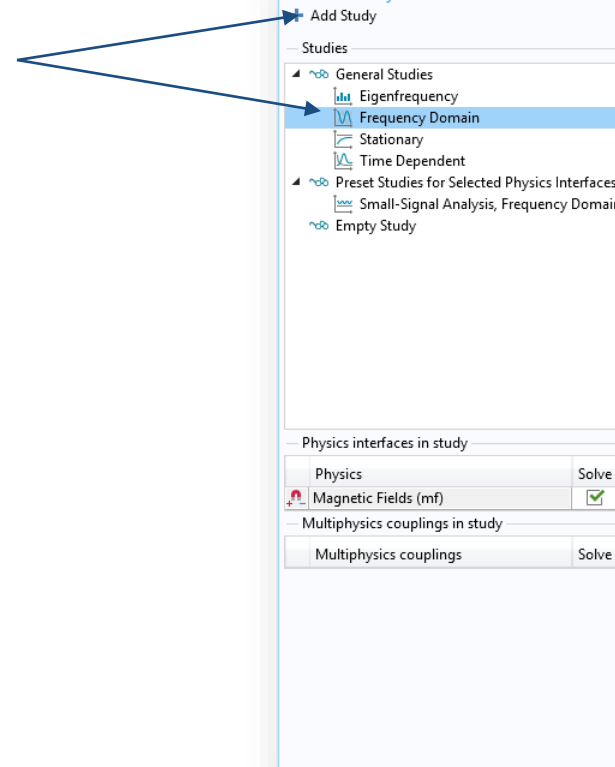 Add Study
Studies
General Studies
Eigenfrequency
Frequency Domain
Stationary
Time Dependent
Preset Studies for Selected Physics Interfaces
Small-Signal Analysis, Frequency Domain
Empty Study
Physics interfaces in study
Physics Solve
Magnetic Fields (mf)
Multiphysics couplings in study
Multiphysics couplings Solve